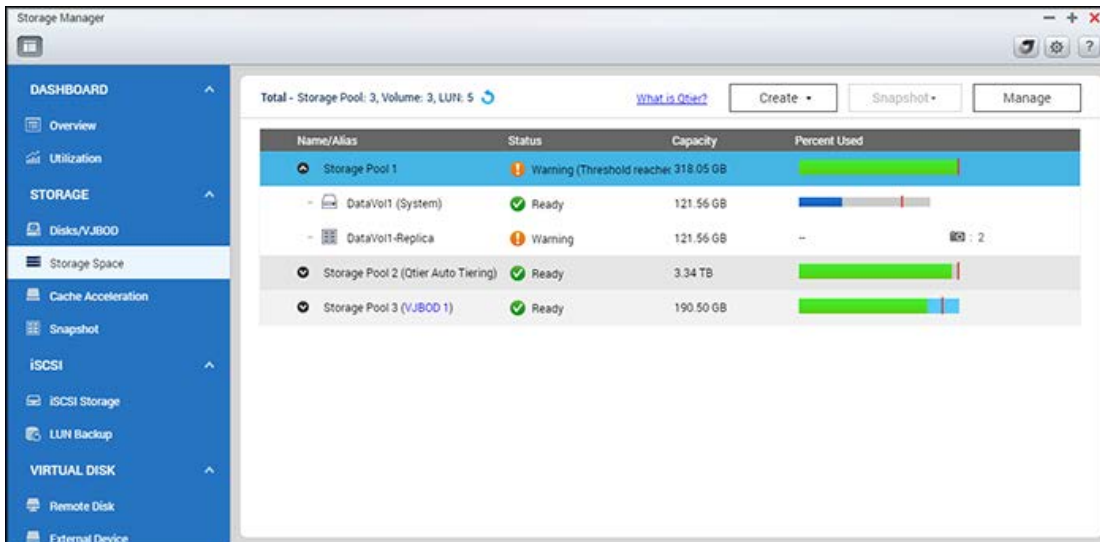 Storage Manager
DASHBOARD
Overview
Utilization
STORAGE
Disks/VJBOD
Storage Space
Cache Acceleration
Snapshot
iSCSI
iSCSI Storage
LUN Backup
VIRTUAL DISK
Remote Disk
External Device
Total - Storage Pool: 3, Volume: 3, LUN: 5 What is Qtier? Create Snapshot Manage
Name/Alias Status Capacity Percent Used
Storage Pool 1 Warning (Threshold reached 318.05 GB
DataVol1 (System) Ready 121.56 GB
DataVol1-Replica Warning 121.56 GB -- : 2
Storage Pool 2 (Qtier Auto Tiering) Ready 3.34 TB
Storage Pool 3 (VJBOD 1) Ready 190.50 GB